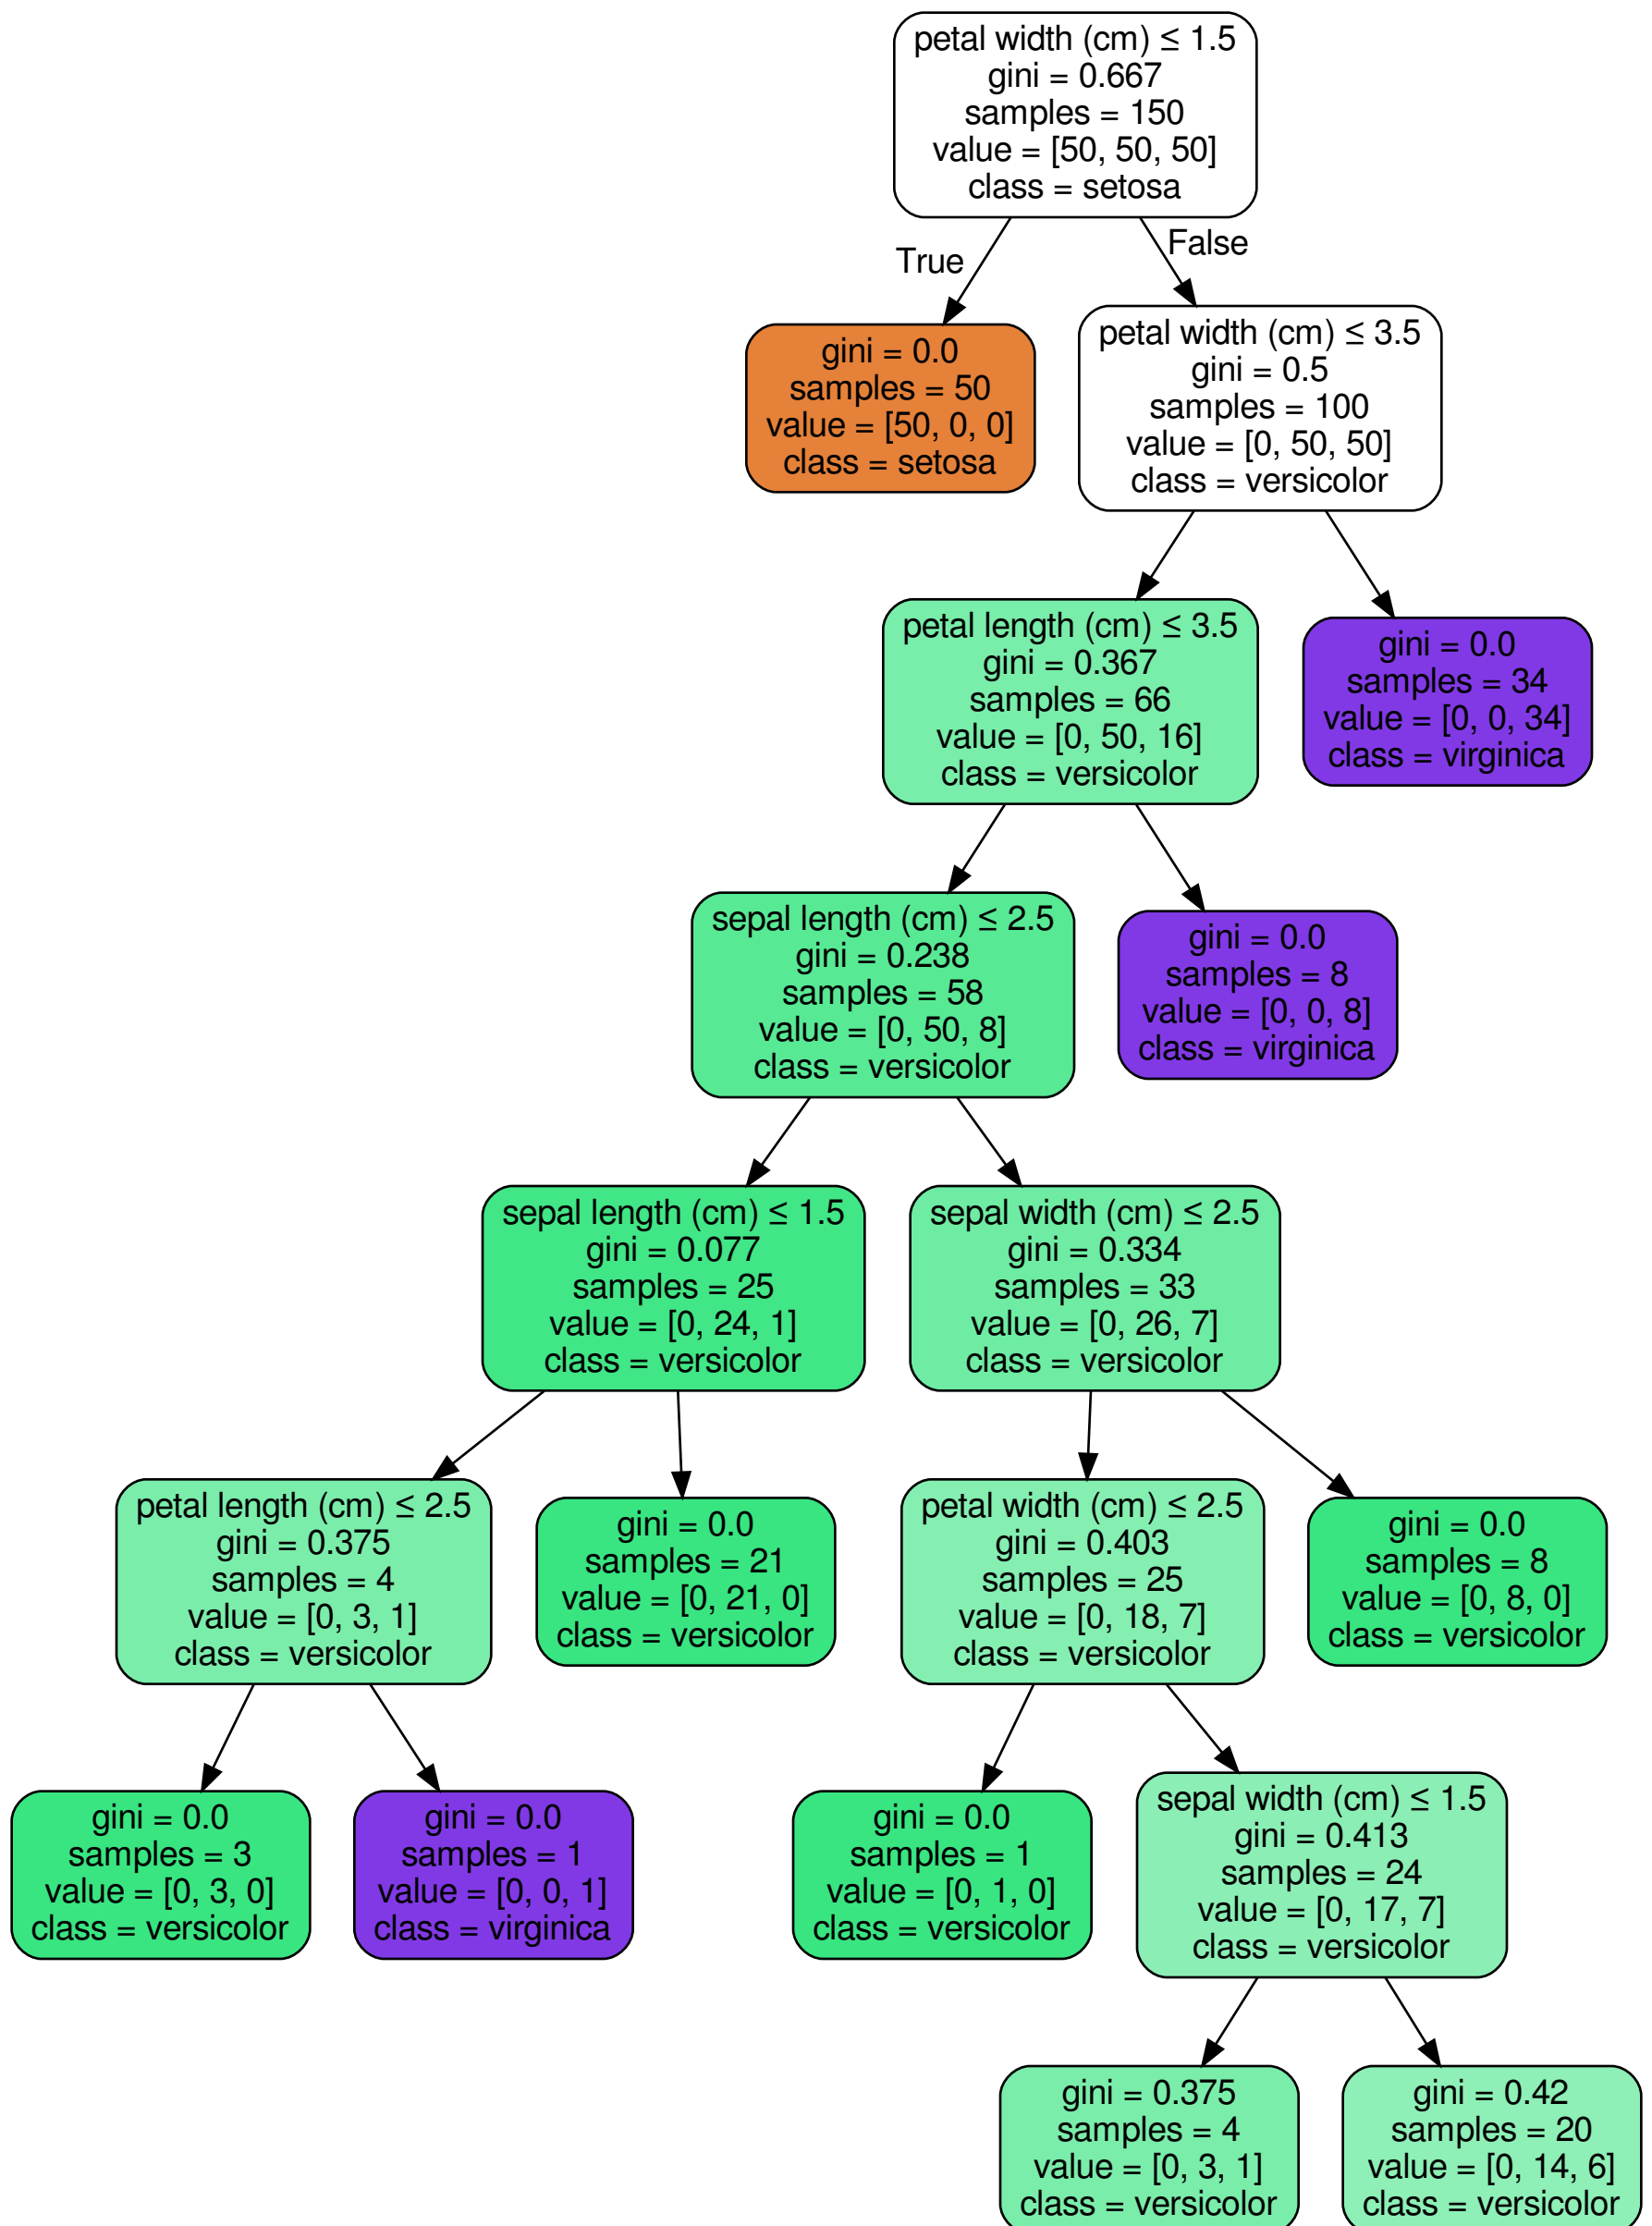 petal width (cm) ≤ 1.5
gini = 0.667
samples = 150
value = [50, 50, 50]
class = setosa
True
False
gini = 0.0
samples = 50
value = [50, 0, 0]
class = setosa
petal width (cm) ≤ 3.5
gini = 0.5
samples = 100
value = [0, 50, 50]
class = versicolor
petal length (cm) ≤ 3.5
gini = 0.367
samples = 66
value = [0, 50, 16]
class = versicolor
gini = 0.0
samples = 34
value = [0, 0, 34]
class = virginica
sepal length (cm) ≤ 2.5
gini = 0.238
samples = 58
value = [0, 50, 8]
class = versicolor
gini = 0.0
samples = 8
value = [0, 0, 8]
class = virginica
sepal length (cm) ≤ 1.5
gini = 0.077
samples = 25
value = [0, 24, 1]
class = versicolor
sepal width (cm) ≤ 2.5
gini = 0.334
samples = 33
value = [0, 26, 7]
class = versicolor
petal length (cm) ≤ 2.5
gini = 0.375
samples = 4
value = [0, 3, 1]
class = versicolor
gini = 0.0
samples = 21
value = [0, 21, 0]
class = versicolor
petal width (cm) ≤ 2.5
gini = 0.403
samples = 25
value = [0, 18, 7]
class = versicolor
gini = 0.0
samples = 8
value = [0, 8, 0]
class = versicolor
gini = 0.0
samples = 3
value = [0, 3, 0]
class = versicolor
gini = 0.0
samples = 1
value = [0, 0, 1]
class = virginica
gini = 0.0
samples = 1
value = [0, 1, 0]
class = versicolor
sepal width (cm) ≤ 1.5
gini = 0.413
samples = 24
value = [0, 17, 7]
class = versicolor
gini = 0.375
samples = 4
value = [0, 3, 1]
class = versicolor
gini = 0.42
samples = 20
value = [0, 14, 6]
class = versicolor